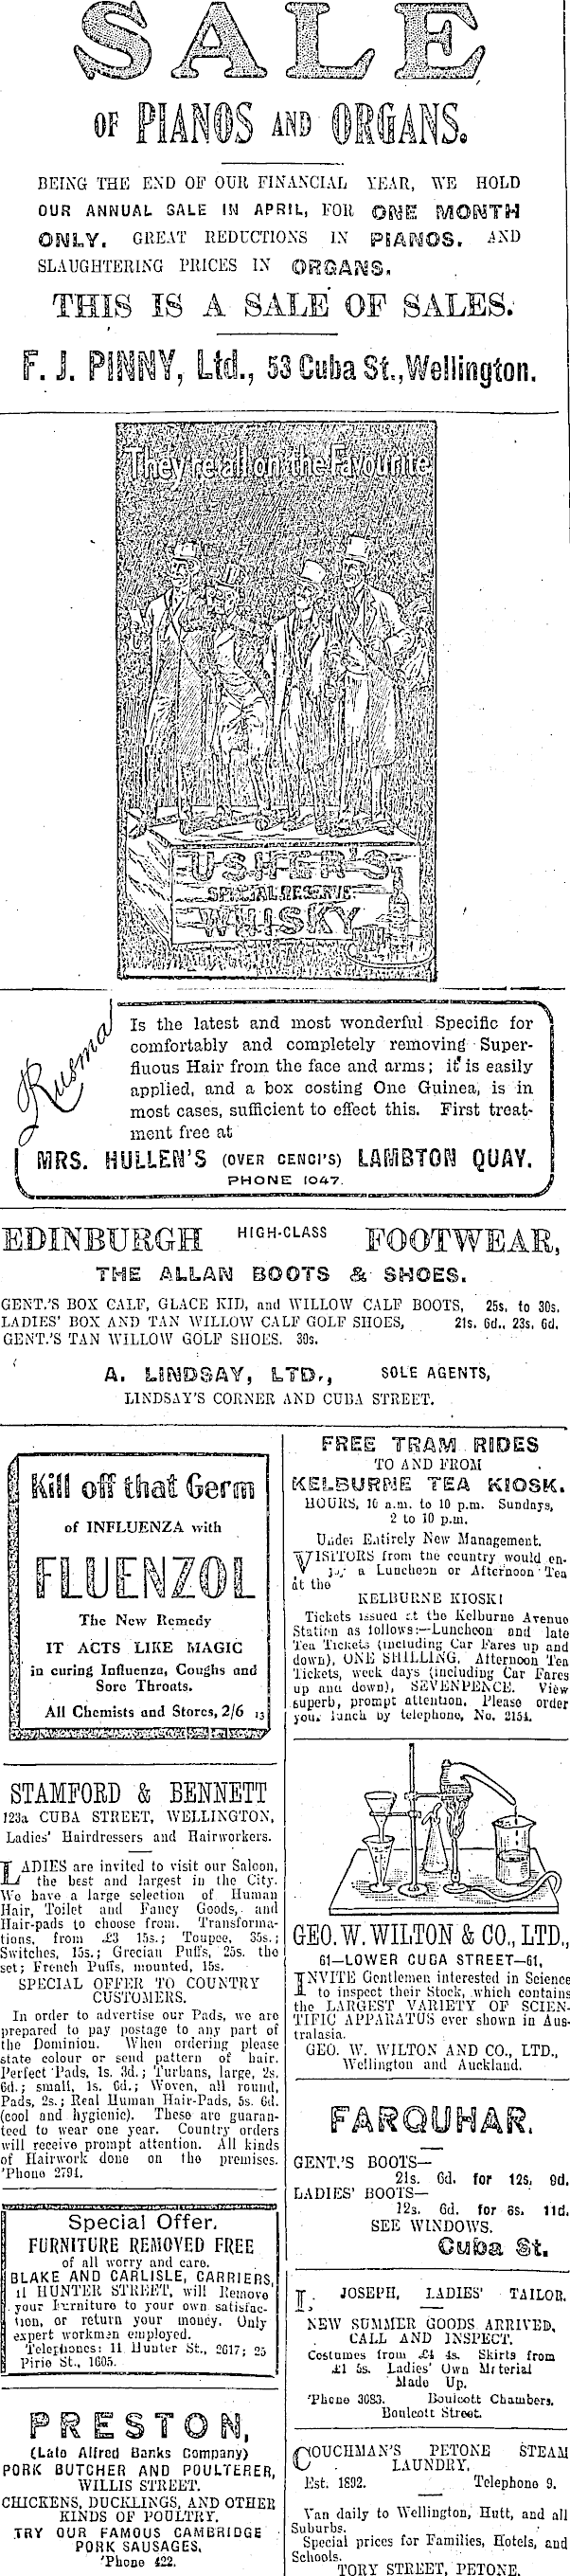 SALE
OF PIANOS AND ORGANS.
BEING THE END OF OUR FINANCIAL YEAR, WE HOLD
OUR ANNUAL SALE IN APRIL, FOR ONE MONTH
ONLY. GREAT REDUCTIONS IN PIANOS. AND
SLAUGHTERING PRICES IN ORGANS.
THIS IS A SALE OF SALES.
F. J. PINNY, Ltd., 53 Cuba St., Wellington.
They're all on the Favourite
USHER'S
SPECIAL RESERVE
WHISKY
Rusma
Is the latest and most wonderful Specific for
comfortably and completely removing Super-
fluous Hair from the face and arms; it is easily
applied, and a box costing One Guinea, is in
most cases, sufficient to effect this. First treat-
ment free at
MRS. HULLEN'S (OVER CENCI'S) LAMBTON QUAY.
PHONE 1047.
EDINBURGH HIGH-CLASS FOOTWEAR,
THE ALLAN BOOTS & SHOES.
GENT.'S BOX CALF, GLACE KID, and WILLOW CALF BOOTS, 25s. to 30s.
LADIES' BOX AND TAN WILLOW CALF GOLF SHOES, 21s. 6d., 23s. 6d.
GENT.'S TAN WILLOW GOLF SHOES. 30s.
A. LINDSAY, LTD., SOLE AGENTS,
LINDSAY'S CORNER AND CUBA STREET.
Kill off that Germ
of INFLUENZA with
FLUENZOL
The New Remedy
IT ACTS LIKE MAGIC
in curing Influenza, Coughs and
Sore Throats.
All Chemists and Stores, 2/6 13
STAMFORD & BENNETT
123a CUBA STREET, WELLINGTON,
Ladies' Hairdressers and Hairworkers.
LADIES are invited to visit our Saloon,
the best and largest in the City.
We have a large selection of Human
Hair, Toilet and Fancy Goods, and
Hair-pads to choose from. Transforma-
tions, from £3 15s.; Toupee, 35s.;
Switches, 15s.; Grecian Puffs, 25s. the
set; French Puffs, mounted, 15s.
SPECIAL OFFER TO COUNTRY
CUSTOMERS.
In order to advertise our Pads, we are
prepared to pay postage to any part of
the Dominion. When ordering please
state colour or send pattern of hair.
Perfect Pads, 1s. 3d.; Turbans, large, 2s.
6d.; small, 1s. 6d.; Woven, all round,
Pads, 2s.; Real Human Hair-Pads, 5s. 6d.
(cool and hygienic). These are guaran-
teed to wear one year. Country orders
will receive prompt attention. All kinds
of Hairwork done on the premises.
'Phone 2791.
Special Offer.
FURNITURE REMOVED FREE
of all worry and care.
BLAKE AND CARLISLE, CARRIERS,
11 HUNTER STREET, will Remove
your Furniture to your own satisfac-
tion, or return your money. Only
expert workmen employed.
Telephones: 11 Hunter St., 2617; 25
Pirie St., 1605.
PRESTON,
(Late Alfred Banks Company)
PORK BUTCHER AND POULTERER,
WILLIS STREET.
CHICKENS, DUCKLINGS, AND OTHER
KINDS OF POULTRY.
TRY OUR FAMOUS CAMBRIDGE
PORK SAUSAGES,
'Phone 422.
FREE TRAM RIDES
TO AND FROM
KELBURNE TEA KIOSK.
HOURS, 10 a.m. to 10 p.m. Sundays,
2 to 10 p.m.
Under Entirely New Management.
VISITORS from the country would en-
joy a Luncheon or Afternoon Tea
at the
KELBURNE KIOSK!
Tickets issued at the Kelburne Avenue
Station as follows:—Luncheon and late
Tea Tickets (including Car Fares up and
down), ONE SHILLING. Afternoon Tea
Tickets, week days (including Car Fares
up and down), SEVENPENCE. View
superb, prompt attention. Please order
your lunch by telephone, No. 2151.
GEO. W. WILTON & CO., LTD.,
61—LOWER CUBA STREET—61,
INVITE Gentlemen interested in Science
to inspect their Stock, which contains
the LARGEST VARIETY OF SCIEN-
TIFIC APPARATUS ever shown in Aus-
tralasia.
GEO. W. WILTON AND CO., LTD.,
Wellington and Auckland.
FARQUHAR.
GENT.'S BOOTS—
21s. 6d. for 12s. 9d.
LADIES' BOOTS—
12s. 6d. for 8s. 11d.
SEE WINDOWS.
Cuba St.
I. JOSEPH, LADIES' TAILOR.
NEW SUMMER GOODS ARRIVED,
CALL AND INSPECT.
Costumes from £4 4s. Skirts from
£1 5s. Ladies' Own Material
Made Up.
'Phone 3083. Boulcott Chambers.
Boulcott Street.
COUCHMAN'S PETONE STEAM
LAUNDRY.
Est. 1892. Telephone 9.
Van daily to Wellington, Hutt, and all
Suburbs.
Special prices for Families, Hotels, and
Schools.
TORY STREET, PETONE.